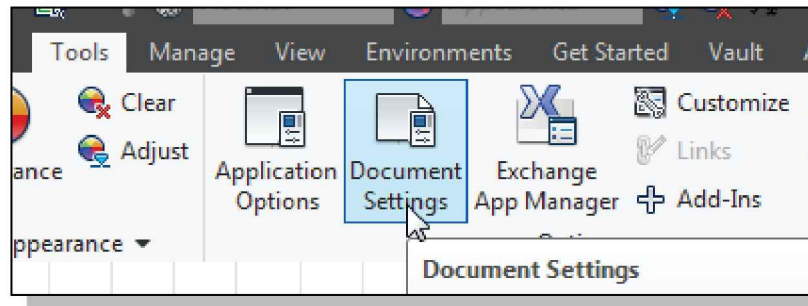 Tools Manage View Environments Get Started Vault
Clear
Adjust
ance
Application Options
Document Settings
Exchange App Manager
Customize
Links
Add-Ins
ppearance
Document Settings